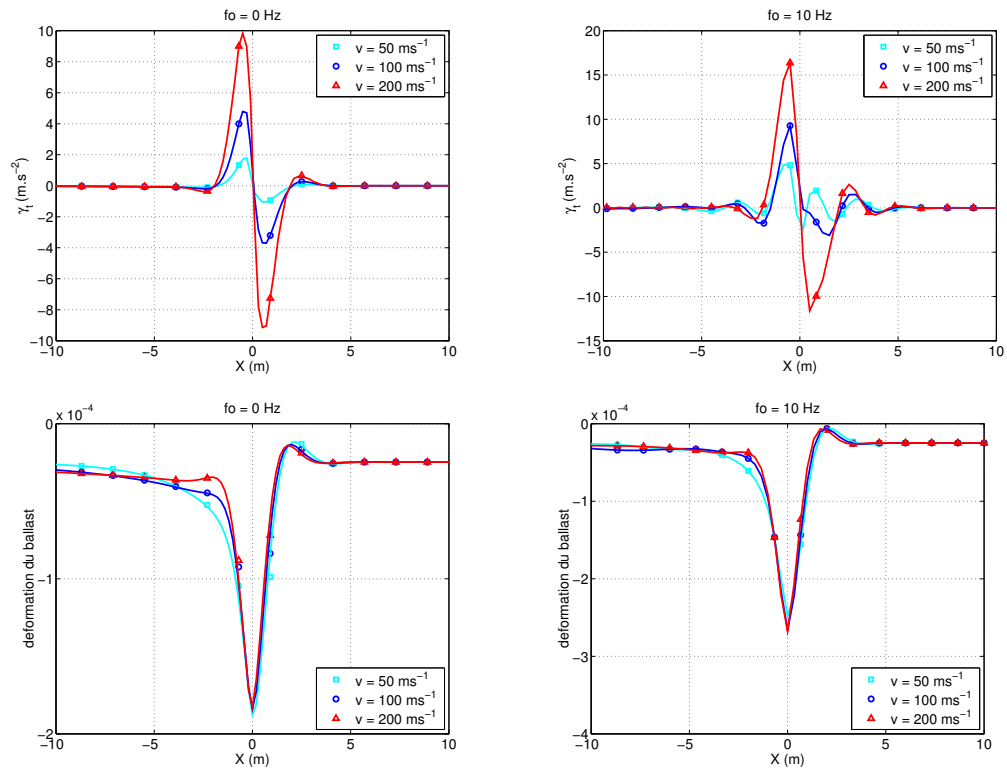 fo = 0 Hz
10
8
6
4
2
0
−2
−4
−6
−8
−10
−10
−5
0
5
10
X (m)
γt (m.s−2)
v = 50 ms−1
v = 100 ms−1
v = 200 ms−1
fo = 10 Hz
20
15
10
5
0
−5
−10
−15
−10
−5
0
5
10
X (m)
γt (m.s−2)
v = 50 ms−1
v = 100 ms−1
v = 200 ms−1
x 10−4
fo = 0 Hz
0
−1
−2
−10
−5
0
5
10
X (m)
deformation du ballast
v = 50 ms−1
v = 100 ms−1
v = 200 ms−1
x 10−4
fo = 10 Hz
0
−1
−2
−3
−4
−10
−5
0
5
10
X (m)
deformation du ballast
v = 50 ms−1
v = 100 ms−1
v = 200 ms−1